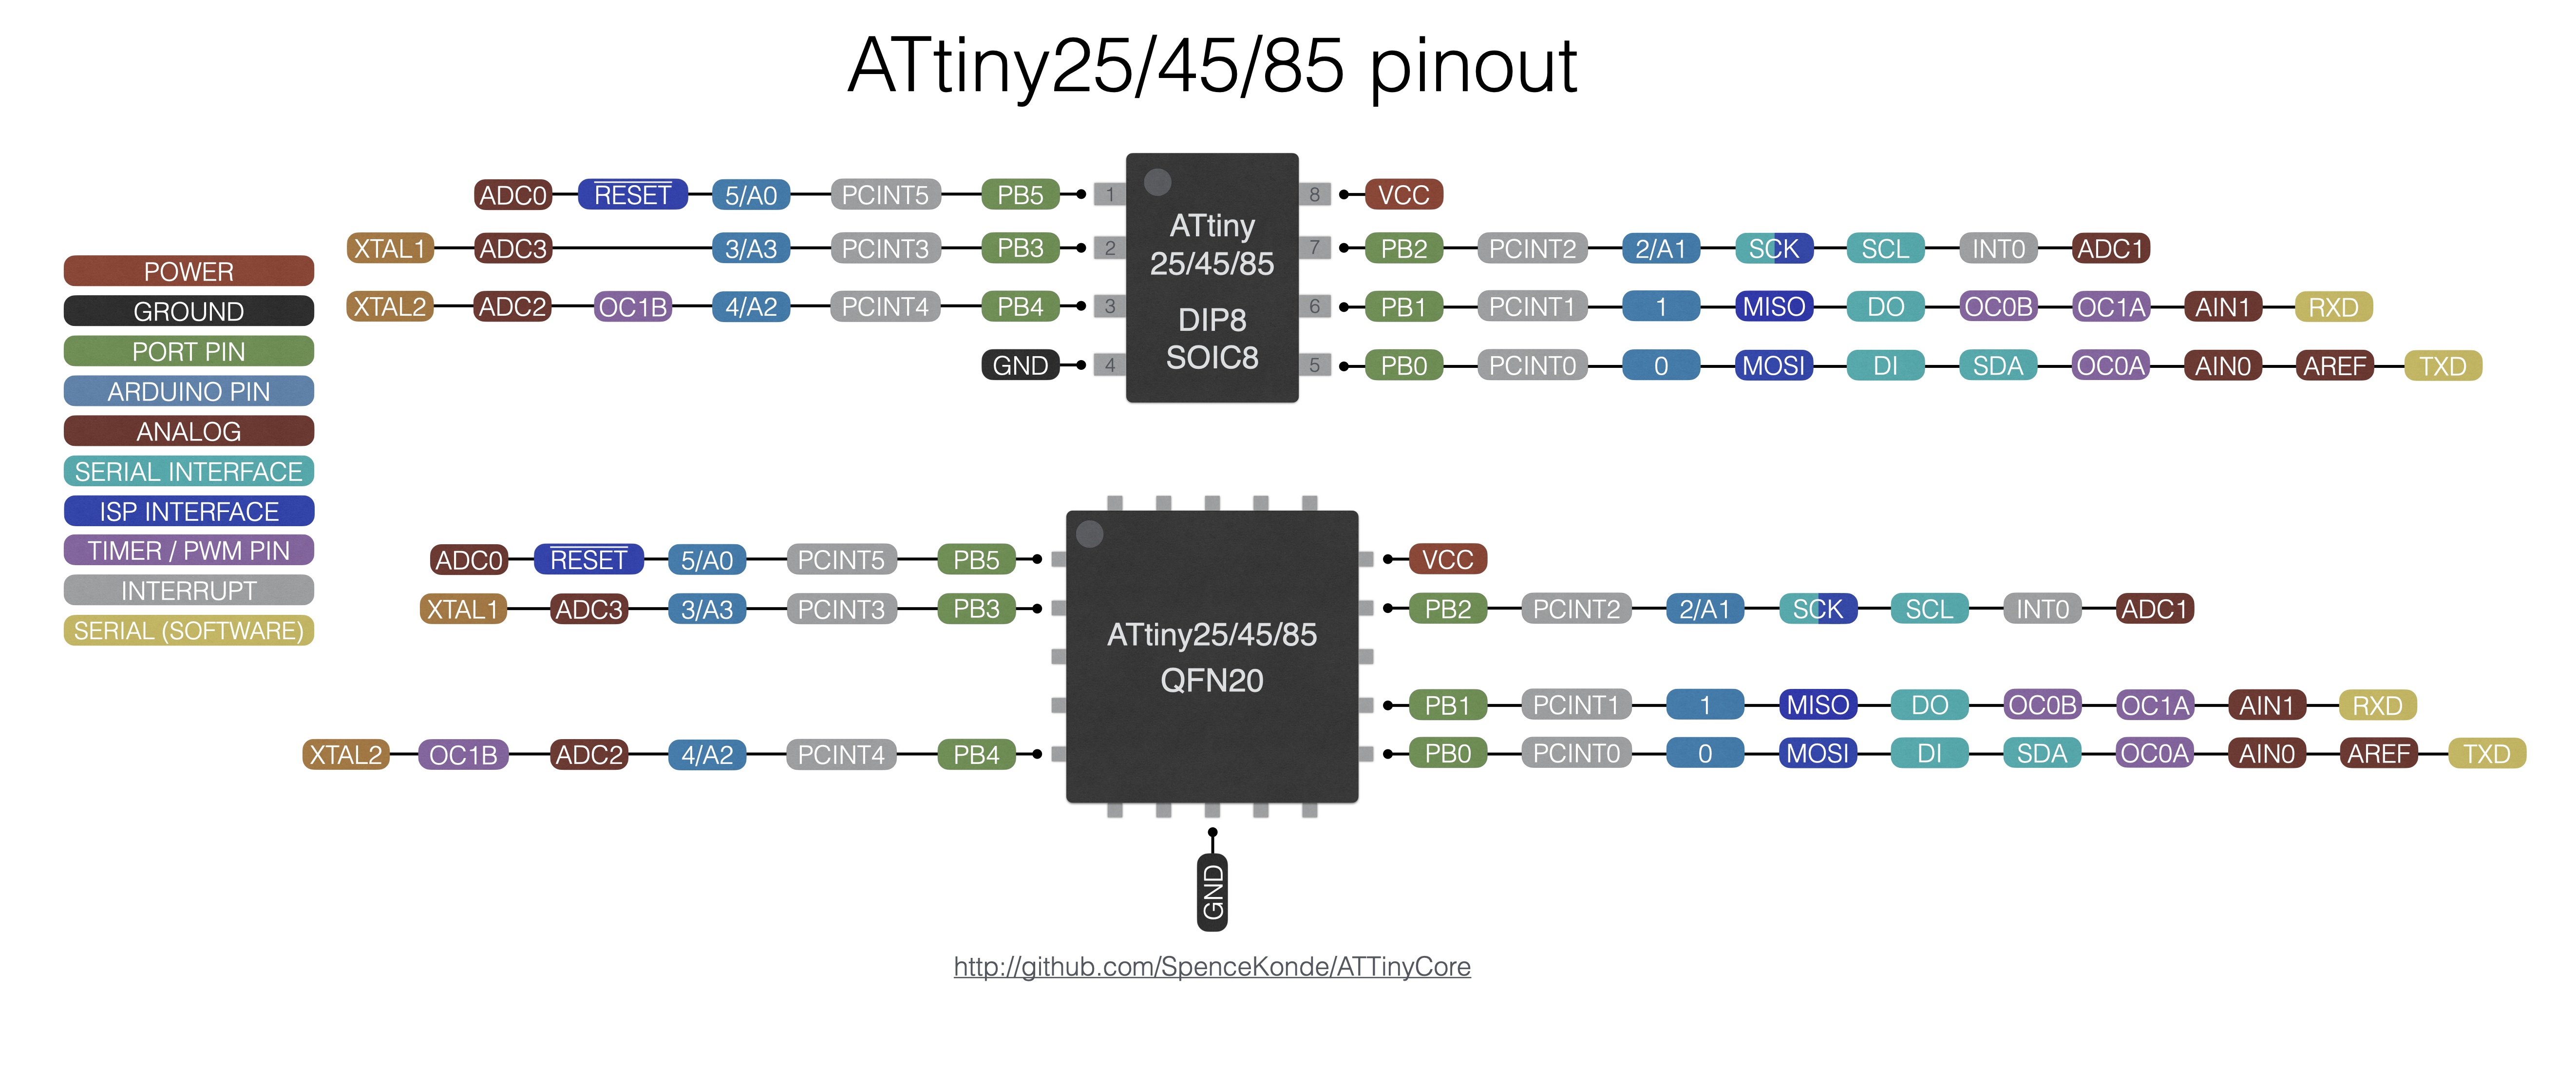 ATtiny25/45/85 pinout
POWER
GROUND
PORT PIN
ARDUINO PIN
ANALOG
SERIAL INTERFACE
ISP INTERFACE
TIMER / PWM PIN
INTERRUPT
SERIAL (SOFTWARE)
ADC0 RESET 5/A0 PCINT5 PB5 1 8 VCC
XTAL1 ADC3 3/A3 PCINT3 PB3 2 7 PB2 PCINT2 2/A1 SCK SCL INT0 ADC1
XTAL2 ADC2 OC1B 4/A2 PCINT4 PB4 3 6 PB1 PCINT1 1 MISO DO OC0B OC1A AIN1 RXD
GND 4 5 PB0 PCINT0 0 MOSI DI SDA OC0A AIN0 AREF TXD
ATtiny
25/45/85
DIP8
SOIC8
ADC0 RESET 5/A0 PCINT5 PB5 VCC
XTAL1 ADC3 3/A3 PCINT3 PB3 PB2 PCINT2 2/A1 SCK SCL INT0 ADC1
ATtiny25/45/85
QFN20
PB1 PCINT1 1 MISO DO OC0B OC1A AIN1 RXD
XTAL2 OC1B ADC2 4/A2 PCINT4 PB4 PB0 PCINT0 0 MOSI DI SDA OC0A AIN0 AREF TXD
GND
http://github.com/SpenceKonde/ATTinyCore